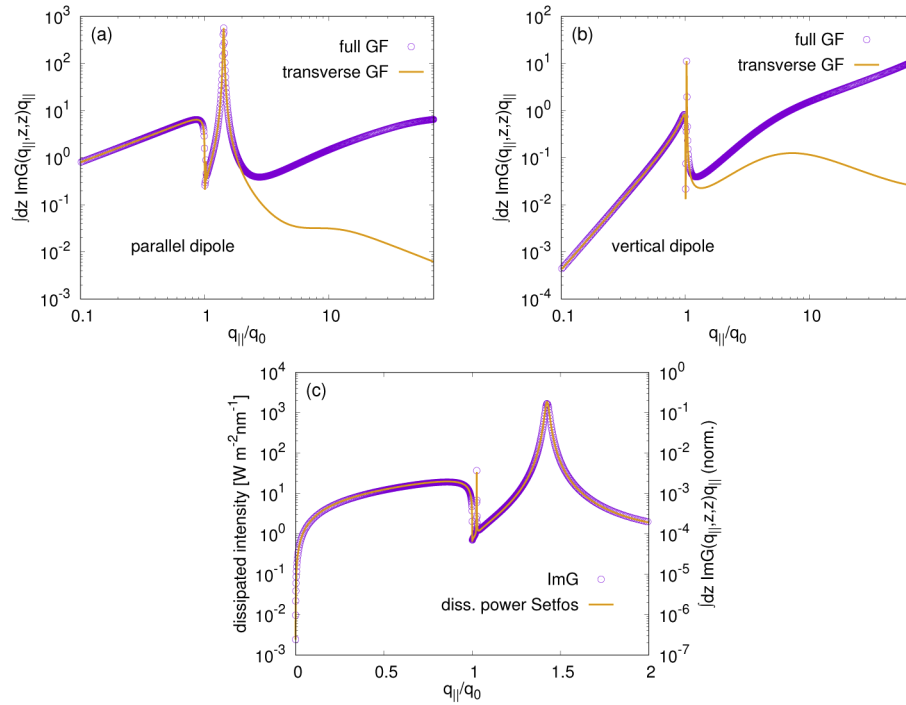 (a)
full GF
transverse GF
parallel dipole
10^3
10^2
10^1
10^0
10^-1
10^-2
10^-3
0.1
1
10
q||/q0
∫dz ImG(q||,z,z)q||
(b)
full GF
transverse GF
vertical dipole
10^2
10^1
10^0
10^-1
10^-2
10^-3
10^-4
0.1
1
10
q||/q0
∫dz ImG(q||,z,z)q||
(c)
ImG
diss. power Setfos
10^4
10^3
10^2
10^1
10^0
10^-1
10^-2
10^-3
dissipated intensity [W m^-2nm^-1]
10^0
10^-1
10^-2
10^-3
10^-4
10^-5
10^-6
10^-7
∫dz ImG(q||,z,z)q|| (norm.)
0
0.5
1
1.5
2
q||/q0